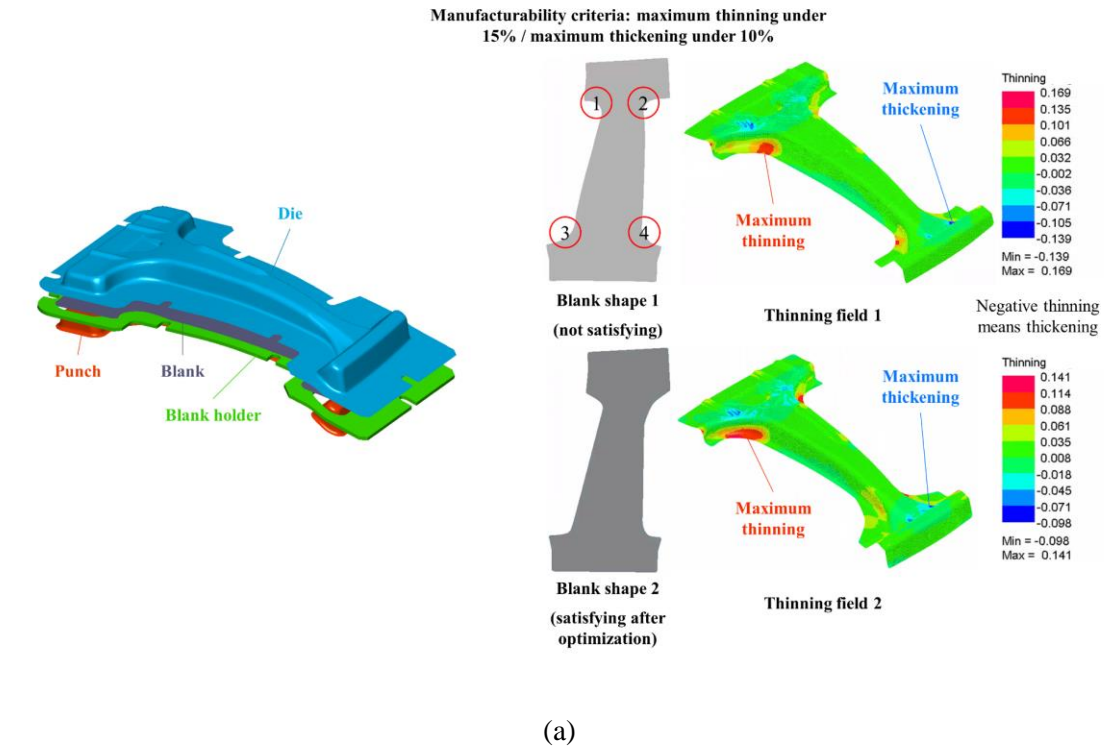 Manufacturability criteria: maximum thinning under
15% / maximum thickening under 10%
Die
Punch
Blank
Blank holder
1
2
3
4
Blank shape 1
(not satisfying)
Maximum
thickening
Maximum
thinning
Thinning field 1
Thinning
0.169
0.135
0.101
0.066
0.032
-0.002
-0.036
-0.071
-0.105
-0.139
Min = -0.139
Max = 0.169
Negative thinning
means thickening
Blank shape 2
(satisfying after
optimization)
Maximum
thickening
Maximum
thinning
Thinning field 2
Thinning
0.141
0.114
0.088
0.061
0.035
0.008
-0.018
-0.045
-0.071
-0.098
Min = -0.098
Max = 0.141
(a)